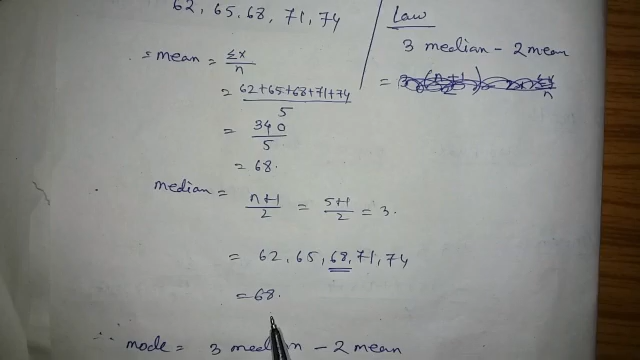 62, 65, 68, 71, 74
= mean = Σx/n
= 62+65+68+71+74/5
= 340/5
= 68.
median = n+1/2 = 5+1/2 = 3.
= 62, 65, 68, 71, 74
= 68.
∴ mode = 3 median - 2 mean
Law
3 median - 2 mean
=